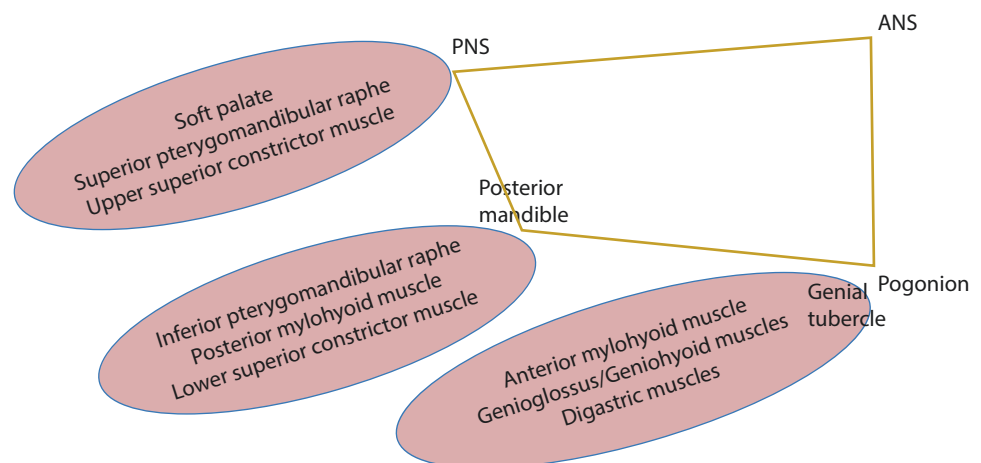 ANS
PNS
Soft palate
Superior pterygomandibular raphe
Upper superior constrictor muscle
Posterior
mandible
Inferior pterygomandibular raphe
Posterior mylohyoid muscle
Lower superior constrictor muscle
Pogonion
Genial
tubercle
Anterior mylohyoid muscle
Genioglossus/Geniohyoid muscles
Digastric muscles